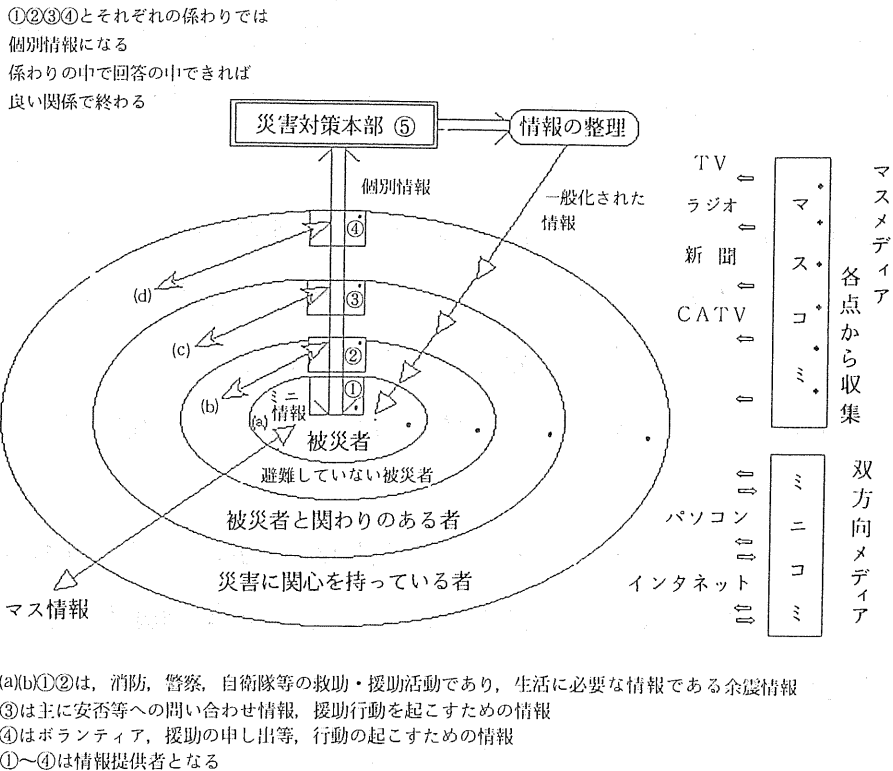 ①②③④とそれぞれの係わりでは
個別情報になる
係わりの中で回答の中できれば
良い関係で終わる
災害対策本部 ⑤
情報の整理
個別情報
一般化された
情報
④
③
②
①
(d)
(c)
(b)
(a)
ミニ
情報
被災者
避難していない被災者
被災者と関わりのある者
災害に関心を持っている者
マス情報
TV
ラジオ
新聞
CATV
マスコミ
各点から収集
マスメディア
パソコン
インタネット
ミニコミ
双方向メディア
(a)(b)①②は，消防，警察，自衛隊等の救助・援助活動であり，生活に必要な情報である余震情報
③は主に安否等への問い合わせ情報，援助行動を起こすための情報
④はボランティア，援助の申し出等，行動の起こすための情報
①～④は情報提供者となる